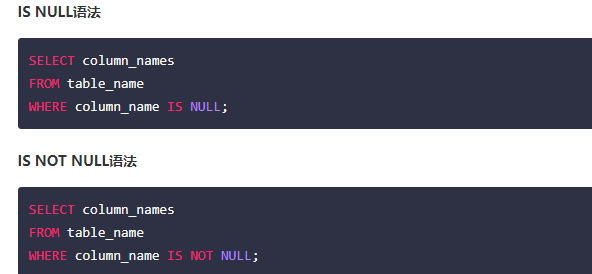 IS NULL语法
SELECT column_names
FROM table_name
WHERE column_name IS NULL;
IS NOT NULL语法
SELECT column_names
FROM table_name
WHERE column_name IS NOT NULL;